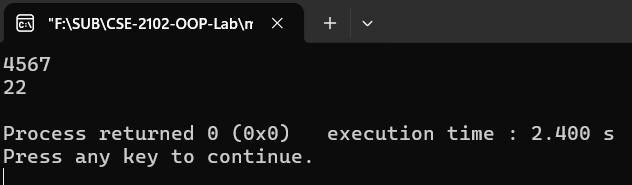 "F:\SUB\CSE-2102-OOP-Lab\m
4567
22
Process returned 0 (0x0)   execution time : 2.400 s
Press any key to continue.